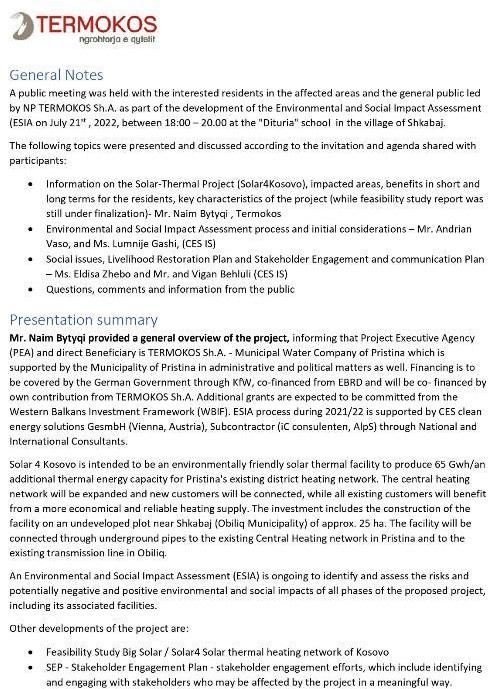 TERMOKOS
ngrohtorja e qytetit
General Notes
A public meeting was held with the interested residents in the affected areas and the general public led
by NP TERMOKOS Sh.A. as part of the development of the Environmental and Social Impact Assessment
(ESIA on July 21st , 2022, between 18:00 – 20.00 at the "Dituria" school in the village of Shkabaj.
The following topics were presented and discussed according to the invitation and agenda shared with
participants:
• Information on the Solar-Thermal Project (Solar4Kosovo), impacted areas, benefits in short and
long terms for the residents, key characteristics of the project (while feasibility study report was
still under finalization)- Mr. Naim Bytyqi , Termokos
• Environmental and Social Impact Assessment process and initial considerations – Mr. Andrian
Vaso, and Ms. Lumnije Gashi, (CES IS)
• Social issues, Livelihood Restoration Plan and Stakeholder Engagement and communication Plan
– Ms. Eldisa Zhebo and Mr. and Vigan Behluli (CES IS)
• Questions, comments and information from the public
Presentation summary
Mr. Naim Bytyqi provided a general overview of the project, informing that Project Executive Agency
(PEA) and direct Beneficiary is TERMOKOS Sh.A. - Municipal Water Company of Pristina which is
supported by the Municipality of Pristina in administrative and political matters as well. Financing is to
be covered by the German Government through KfW, co-financed from EBRD and will be co- financed by
own contribution from TERMOKOS Sh.A. Additional grants are expected to be committed from the
Western Balkans Investment Framework (WBIF). ESIA process during 2021/22 is supported by CES clean
energy solutions GesmbH (Vienna, Austria), Subcontractor (iC consulenten, AlpS) through National and
International Consultants.
Solar 4 Kosovo is intended to be an environmentally friendly solar thermal facility to produce 65 Gwh/an
additional thermal energy capacity for Pristina's existing district heating network. The central heating
network will be expanded and new customers will be connected, while all existing customers will benefit
from a more economical and reliable heating supply. The investment includes the construction of the
facility on an undeveloped plot near Shkabaj (Obiliq Municipality) of approx. 25 ha. The facility will be
connected through underground pipes to the existing Central Heating network in Pristina and to the
existing transmission line in Obiliq.
An Environmental and Social Impact Assessment (ESIA) is ongoing to identify and assess the risks and
potentially negative and positive environmental and social impacts of all phases of the proposed project,
including its associated facilities.
Other developments of the project are:
• Feasibility Study Big Solar / Solar4 Solar thermal heating network of Kosovo
• SEP - Stakeholder Engagement Plan - stakeholder engagement efforts, which include identifying
and engaging with stakeholders who may be affected by the project in a meaningful way.